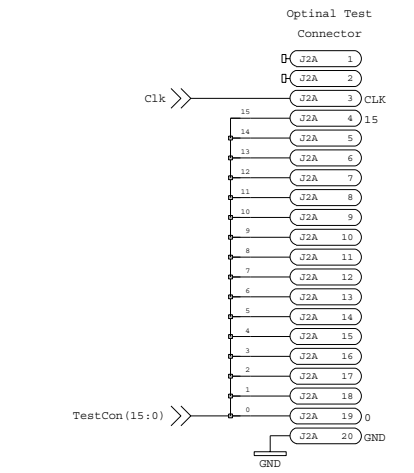 Optinal Test
Connector
J2A 1
J2A 2
Clk J2A 3 CLK
15 J2A 4 15
14 J2A 5
13 J2A 6
12 J2A 7
11 J2A 8
10 J2A 9
9 J2A 10
8 J2A 11
7 J2A 12
6 J2A 13
5 J2A 14
4 J2A 15
3 J2A 16
2 J2A 17
1 J2A 18
TestCon(15:0) 0 J2A 19 0
J2A 20 GND
GND